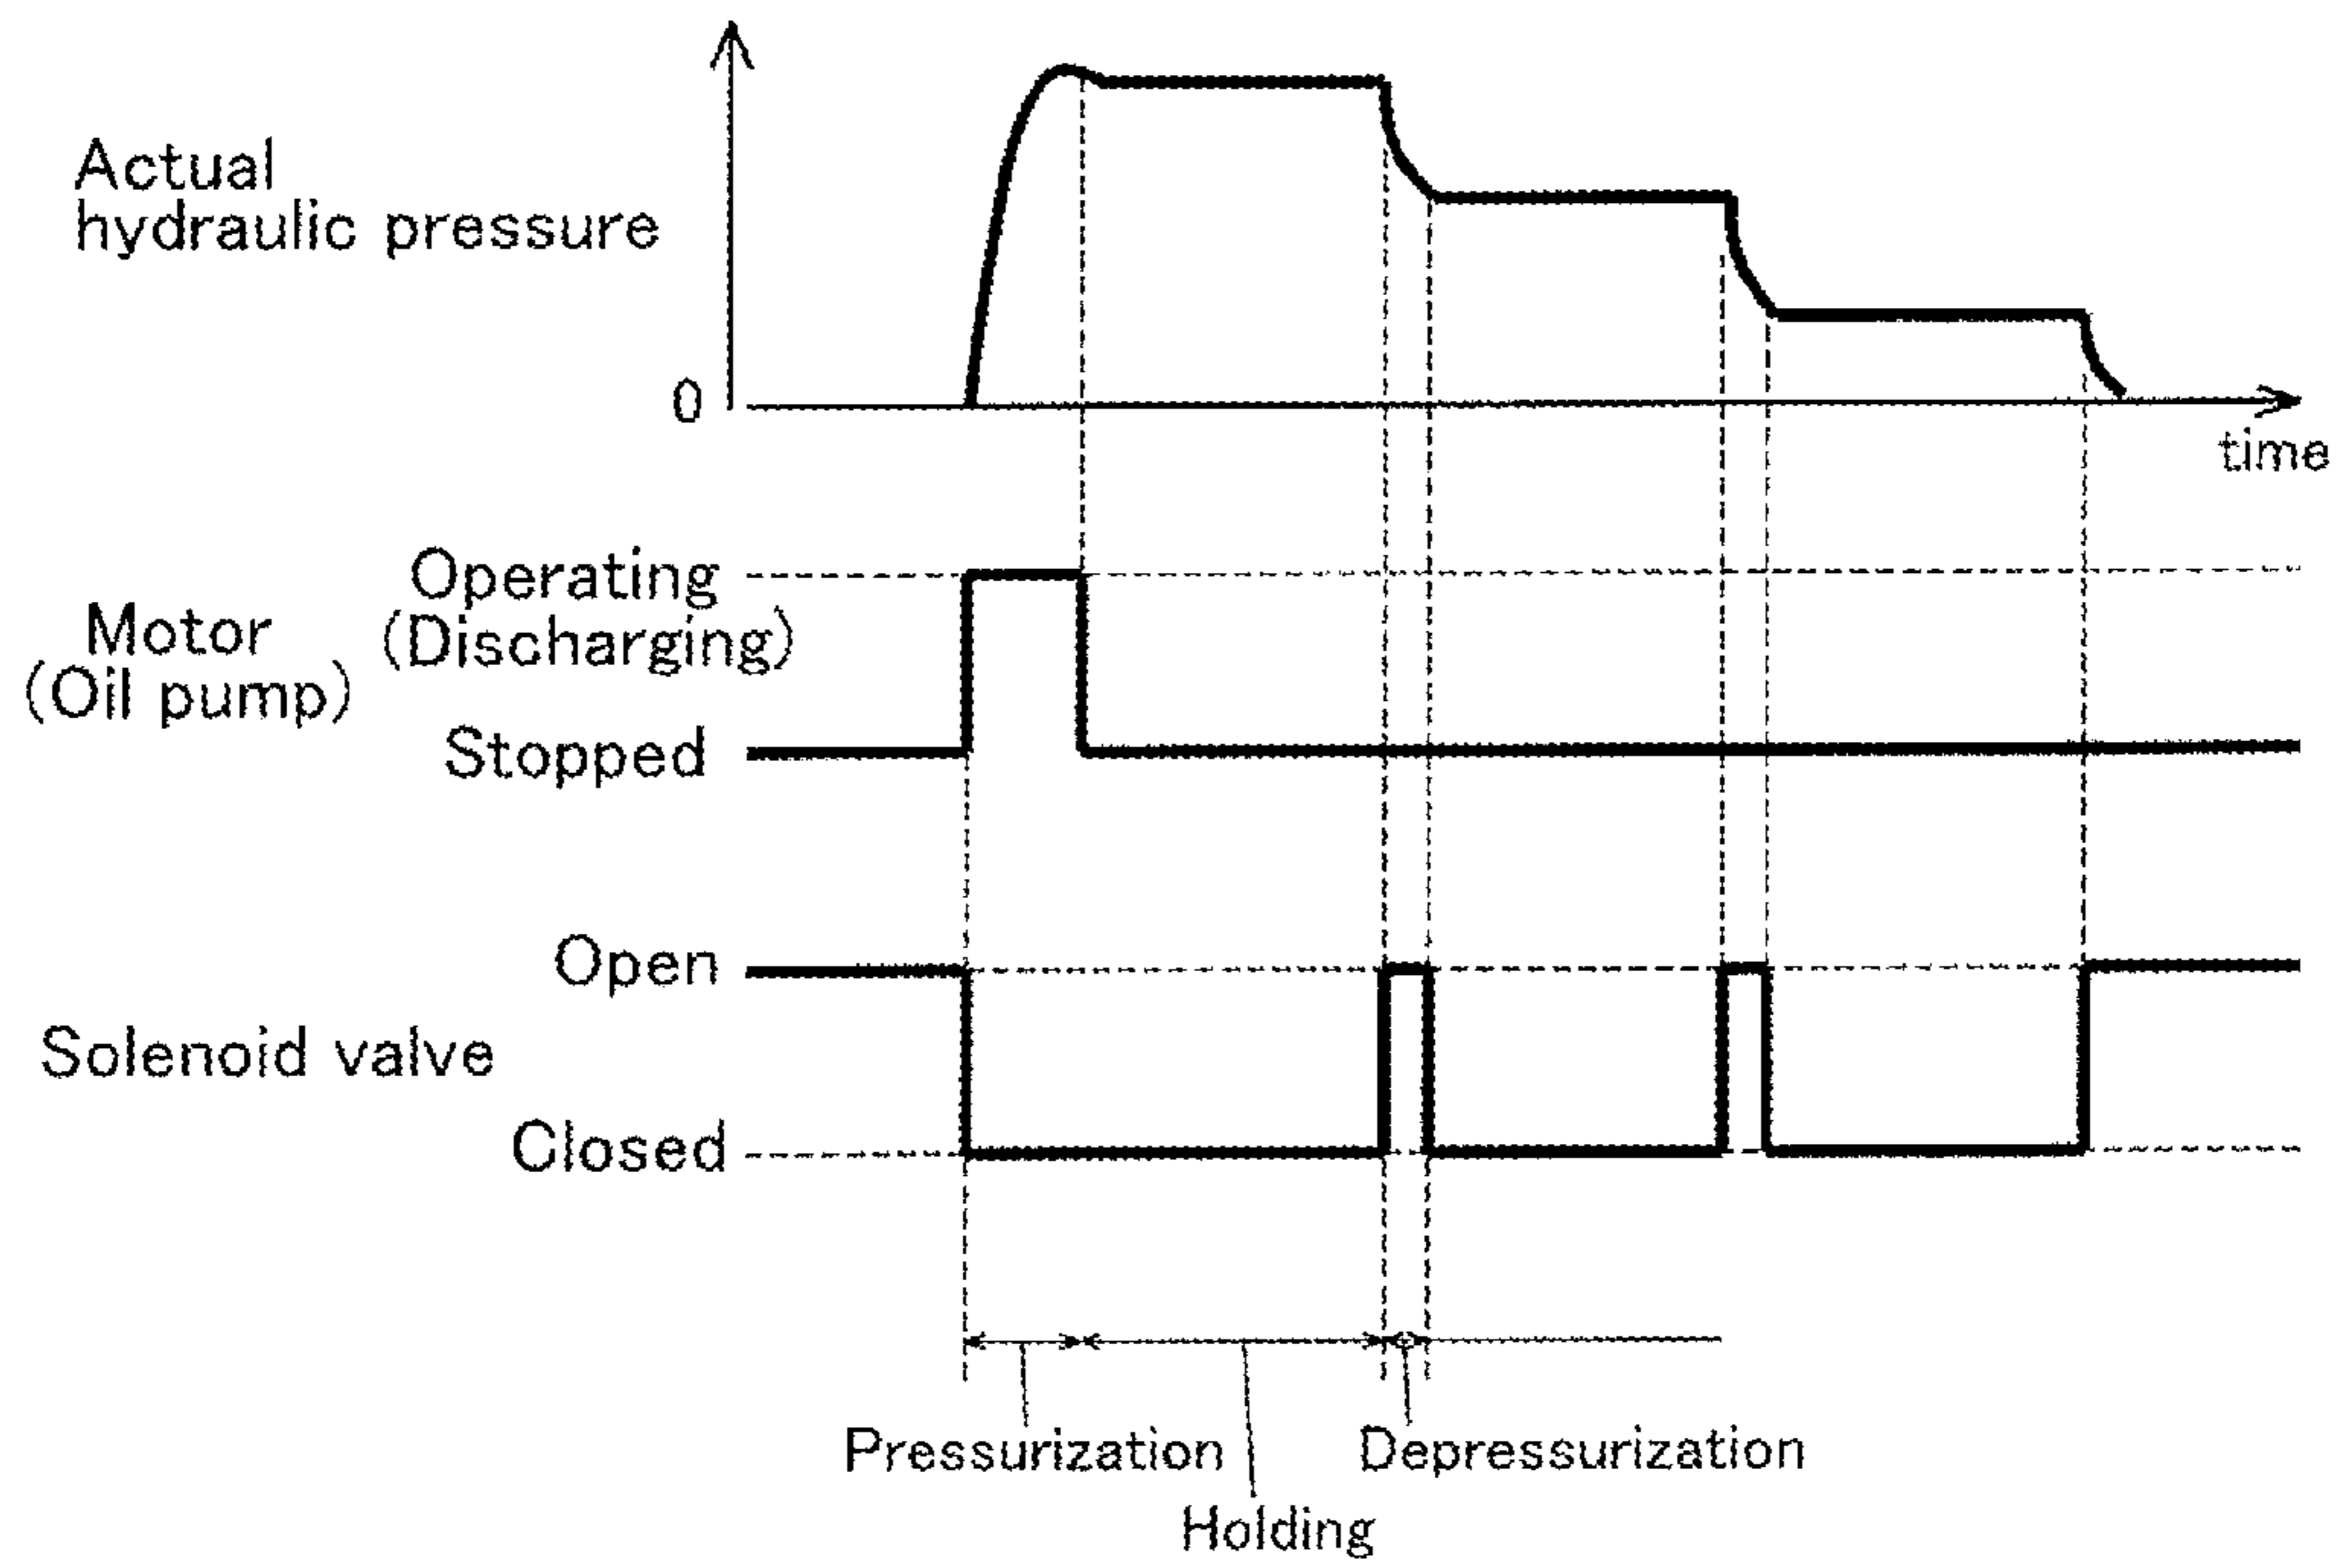 Actual
hydraulic pressure
0
time
Operating
(Discharging)
Motor
(Oil pump)
Stopped
Open
Solenoid valve
Closed
Pressurization
Depressurization
Holding